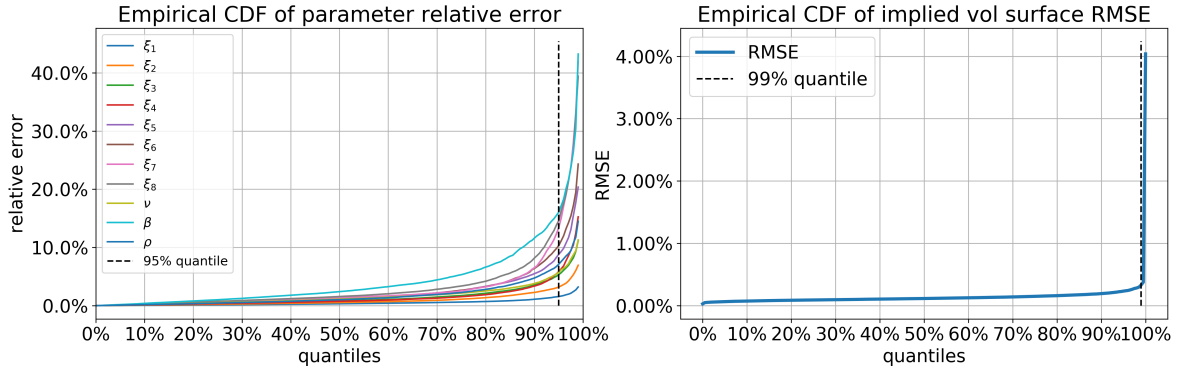 Empirical CDF of parameter relative error
relative error
40.0%
30.0%
20.0%
10.0%
0.0%
ξ1
ξ2
ξ3
ξ4
ξ5
ξ6
ξ7
ξ8
ν
β
ρ
95% quantile
0% 10% 20% 30% 40% 50% 60% 70% 80% 90% 100%
quantiles
Empirical CDF of implied vol surface RMSE
RMSE
4.00%
3.00%
2.00%
1.00%
0.00%
RMSE
99% quantile
0% 10% 20% 30% 40% 50% 60% 70% 80% 90% 100%
quantiles